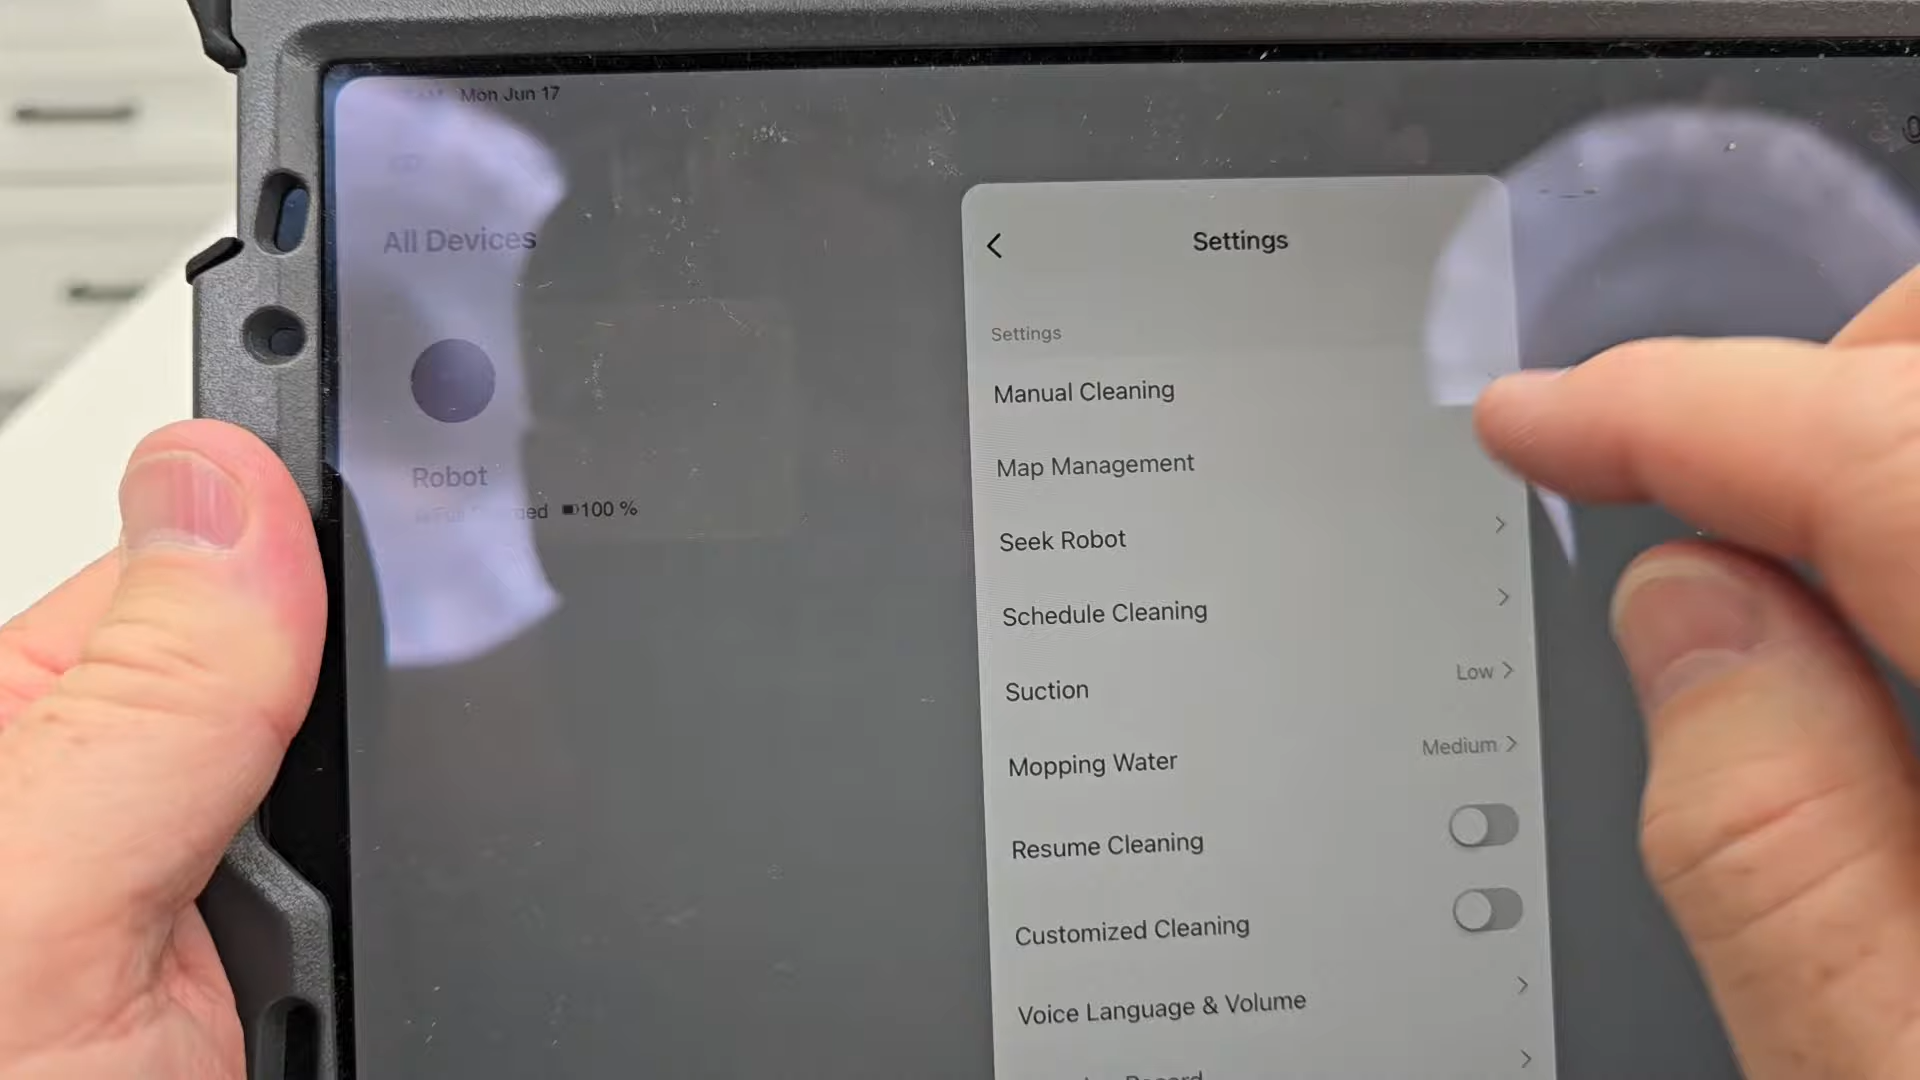 Mon Jun 17
All Devices
Robot
100 %
Settings
Settings
Manual Cleaning
Map Management
Seek Robot
Schedule Cleaning
Suction
Low
Mopping Water
Medium
Resume Cleaning
Customized Cleaning
Voice Language & Volume
Record